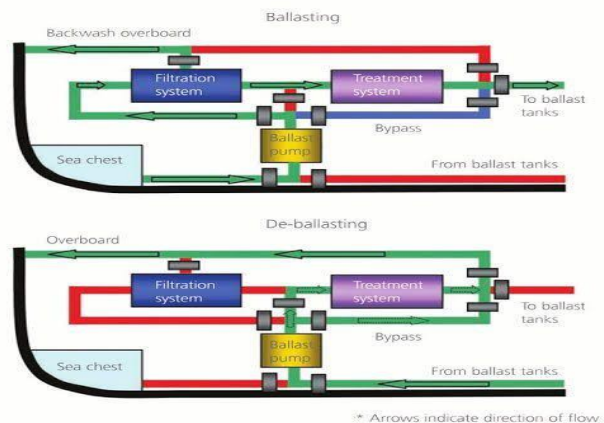 Ballasting
Backwash overboard
Filtration
system
Treatment
system
To ballast
tanks
Ballast
pump
Bypass
Sea chest
From ballast tanks
De-ballasting
Overboard
Filtration
system
Treatment
system
To ballast
tanks
Bypass
Ballast
pump
Sea chest
From ballast tanks
* Arrows indicate direction of flow